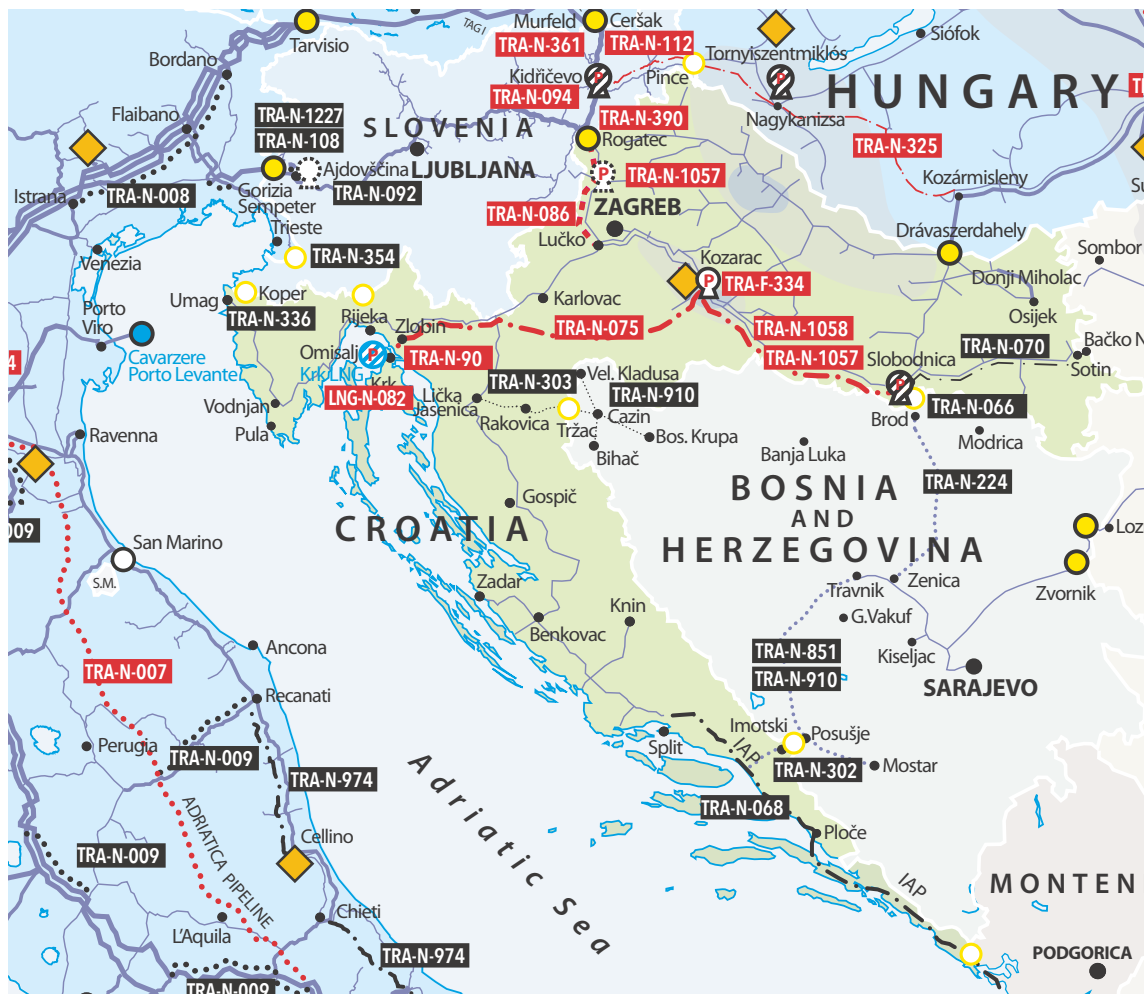 TAGI
Murfeld
Ceršak
Tarvisio
TRA-N-361
TRA-N-112
Tornyiszentmiklós
Siófok
Bordano
Kidričevo
Pince
TRA-N-094
HUNGARY
Nagykanizsa
Flaibano
TRA-N-1227
TRA-N-108
SLOVENIA
TRA-N-390
Rogatec
TRA-N-325
LJUBLJANA
Ajdovščina
TRA-N-092
Gorizia
Sempeter
TRA-N-008
Istrana
TRA-N-1057
Kozármisleny
Su
TRA-N-086
ZAGREB
Lučko
Trieste
Drávaszerdahely
Venezia
TRA-N-354
Kozarac
Sombor
Donji Miholac
TRA-F-334
Umag
Koper
Karlovac
Porto
Viro
TRA-N-336
Rijeka
Zlobin
TRA-N-075
TRA-N-1058
Osijek
TRA-N-070
Bačko N
Sotin
Cavarzere
Porto Levante
Omisalj
Krk LNG
TRA-N-90
TRA-N-1057
Slobodnica
Krk
TRA-N-303
Vel. Kladusa
LNG-N-082
Lička
Jasenica
TRA-N-910
TRA-N-066
Vodnjan
Rakovica
Tržac
Cazin
Brod
Pula
Bos. Krupa
Modrica
Ravenna
Bihač
Banja Luka
TRA-N-224
BOSNIA
AND
HERZEGOVINA
Gospič
CROATIA
009
San Marino
S.M.
Loz
Zvornik
Zadar
Travnik
Zenica
Knin
G.Vakuf
Benkovac
Ancona
TRA-N-851
Kiseljac
TRA-N-007
TRA-N-910
SARAJEVO
Recanati
Perugia
Split
IAP
Imotski
Posušje
TRA-N-009
TRA-N-302
Mostar
TRA-N-974
TRA-N-068
Adriatic Sea
ADRIATICA PIPELINE
Cellino
Ploče
TRA-N-009
IAP
MONTEN
Chieti
L'Aquila
TRA-N-974
PODGORICA
TRA-N-009